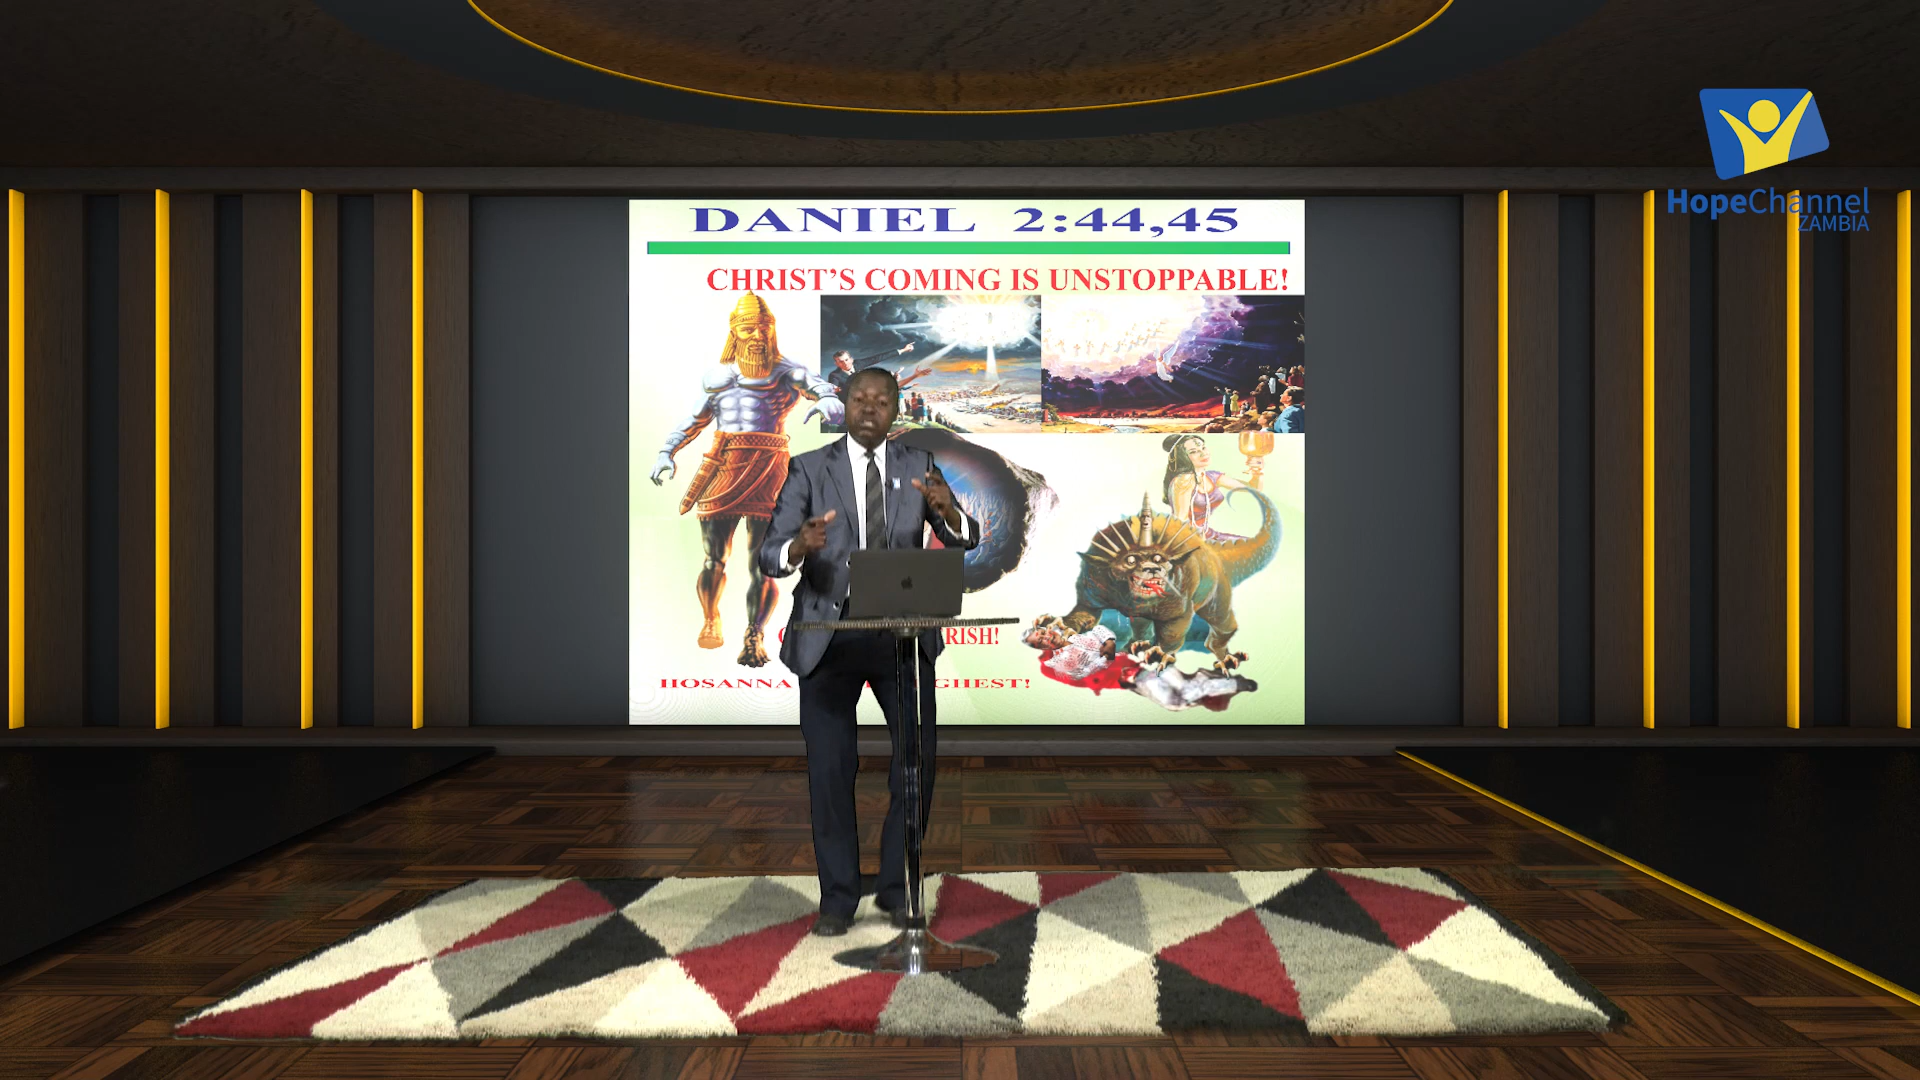 DANIEL 2:44,45
CHRIST'S COMING IS UNSTOPPABLE!
HopeChannel
ZAMBIA
RISH!
HOSANNA GHEST!